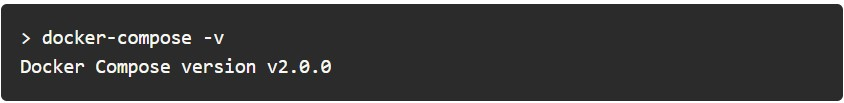 > docker-compose -v
Docker Compose version v2.0.0